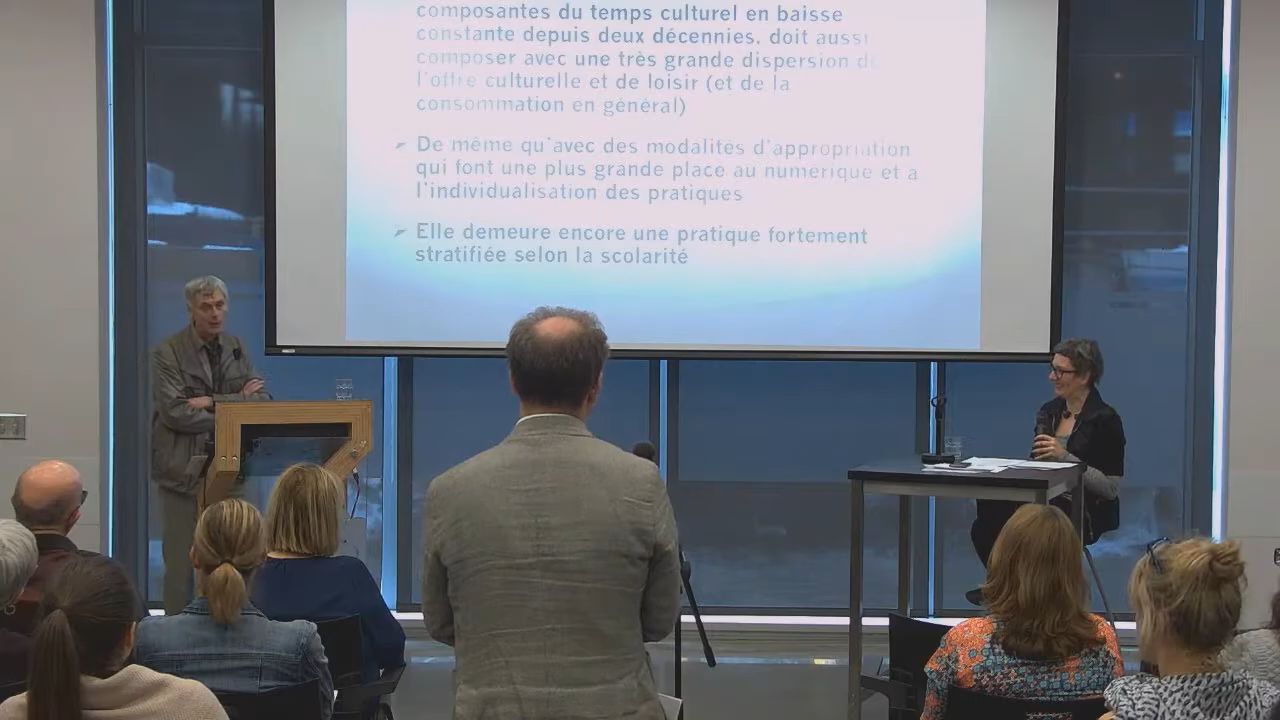 composantes du temps culturel en baisse
constante depuis deux décennies, doit aussi
composer avec une très grande dispersion de
l'offre culturelle et de loisir (et de la
consommation en général)
De même qu'avec des modalités d'appropriation
qui font une plus grande place au numérique et à
l'individualisation des pratiques
Elle demeure encore une pratique fortement
stratifiée selon la scolarité